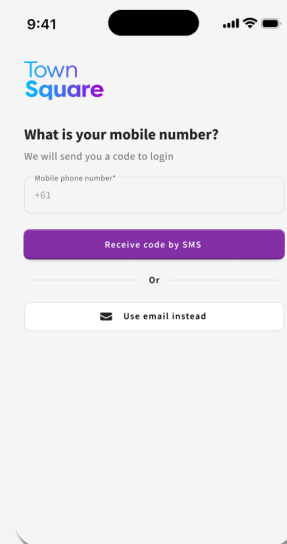 9:41
Town
Square
What is your mobile number?
We will send you a code to login
Mobile phone number*
+61
Receive code by SMS
Or
Use email instead